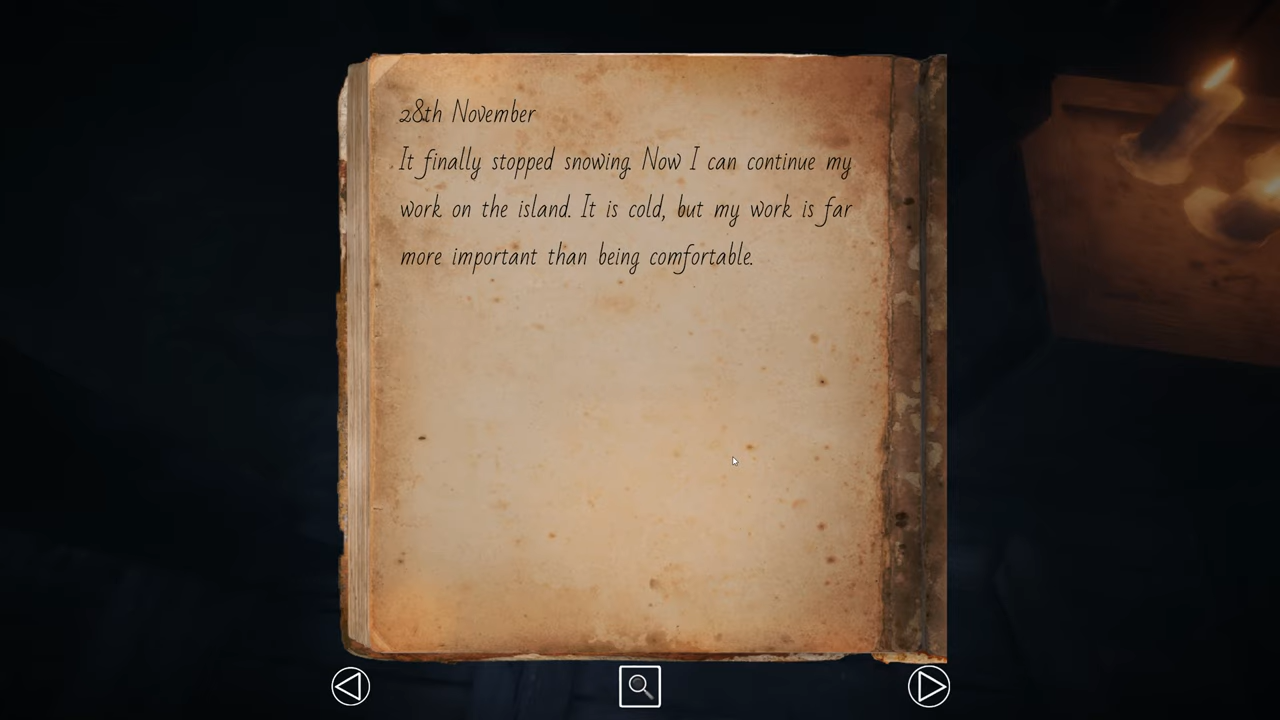 28th November
It finally stopped snowing. Now I can continue my
work on the island. It is cold, but my work is far
more important than being comfortable.